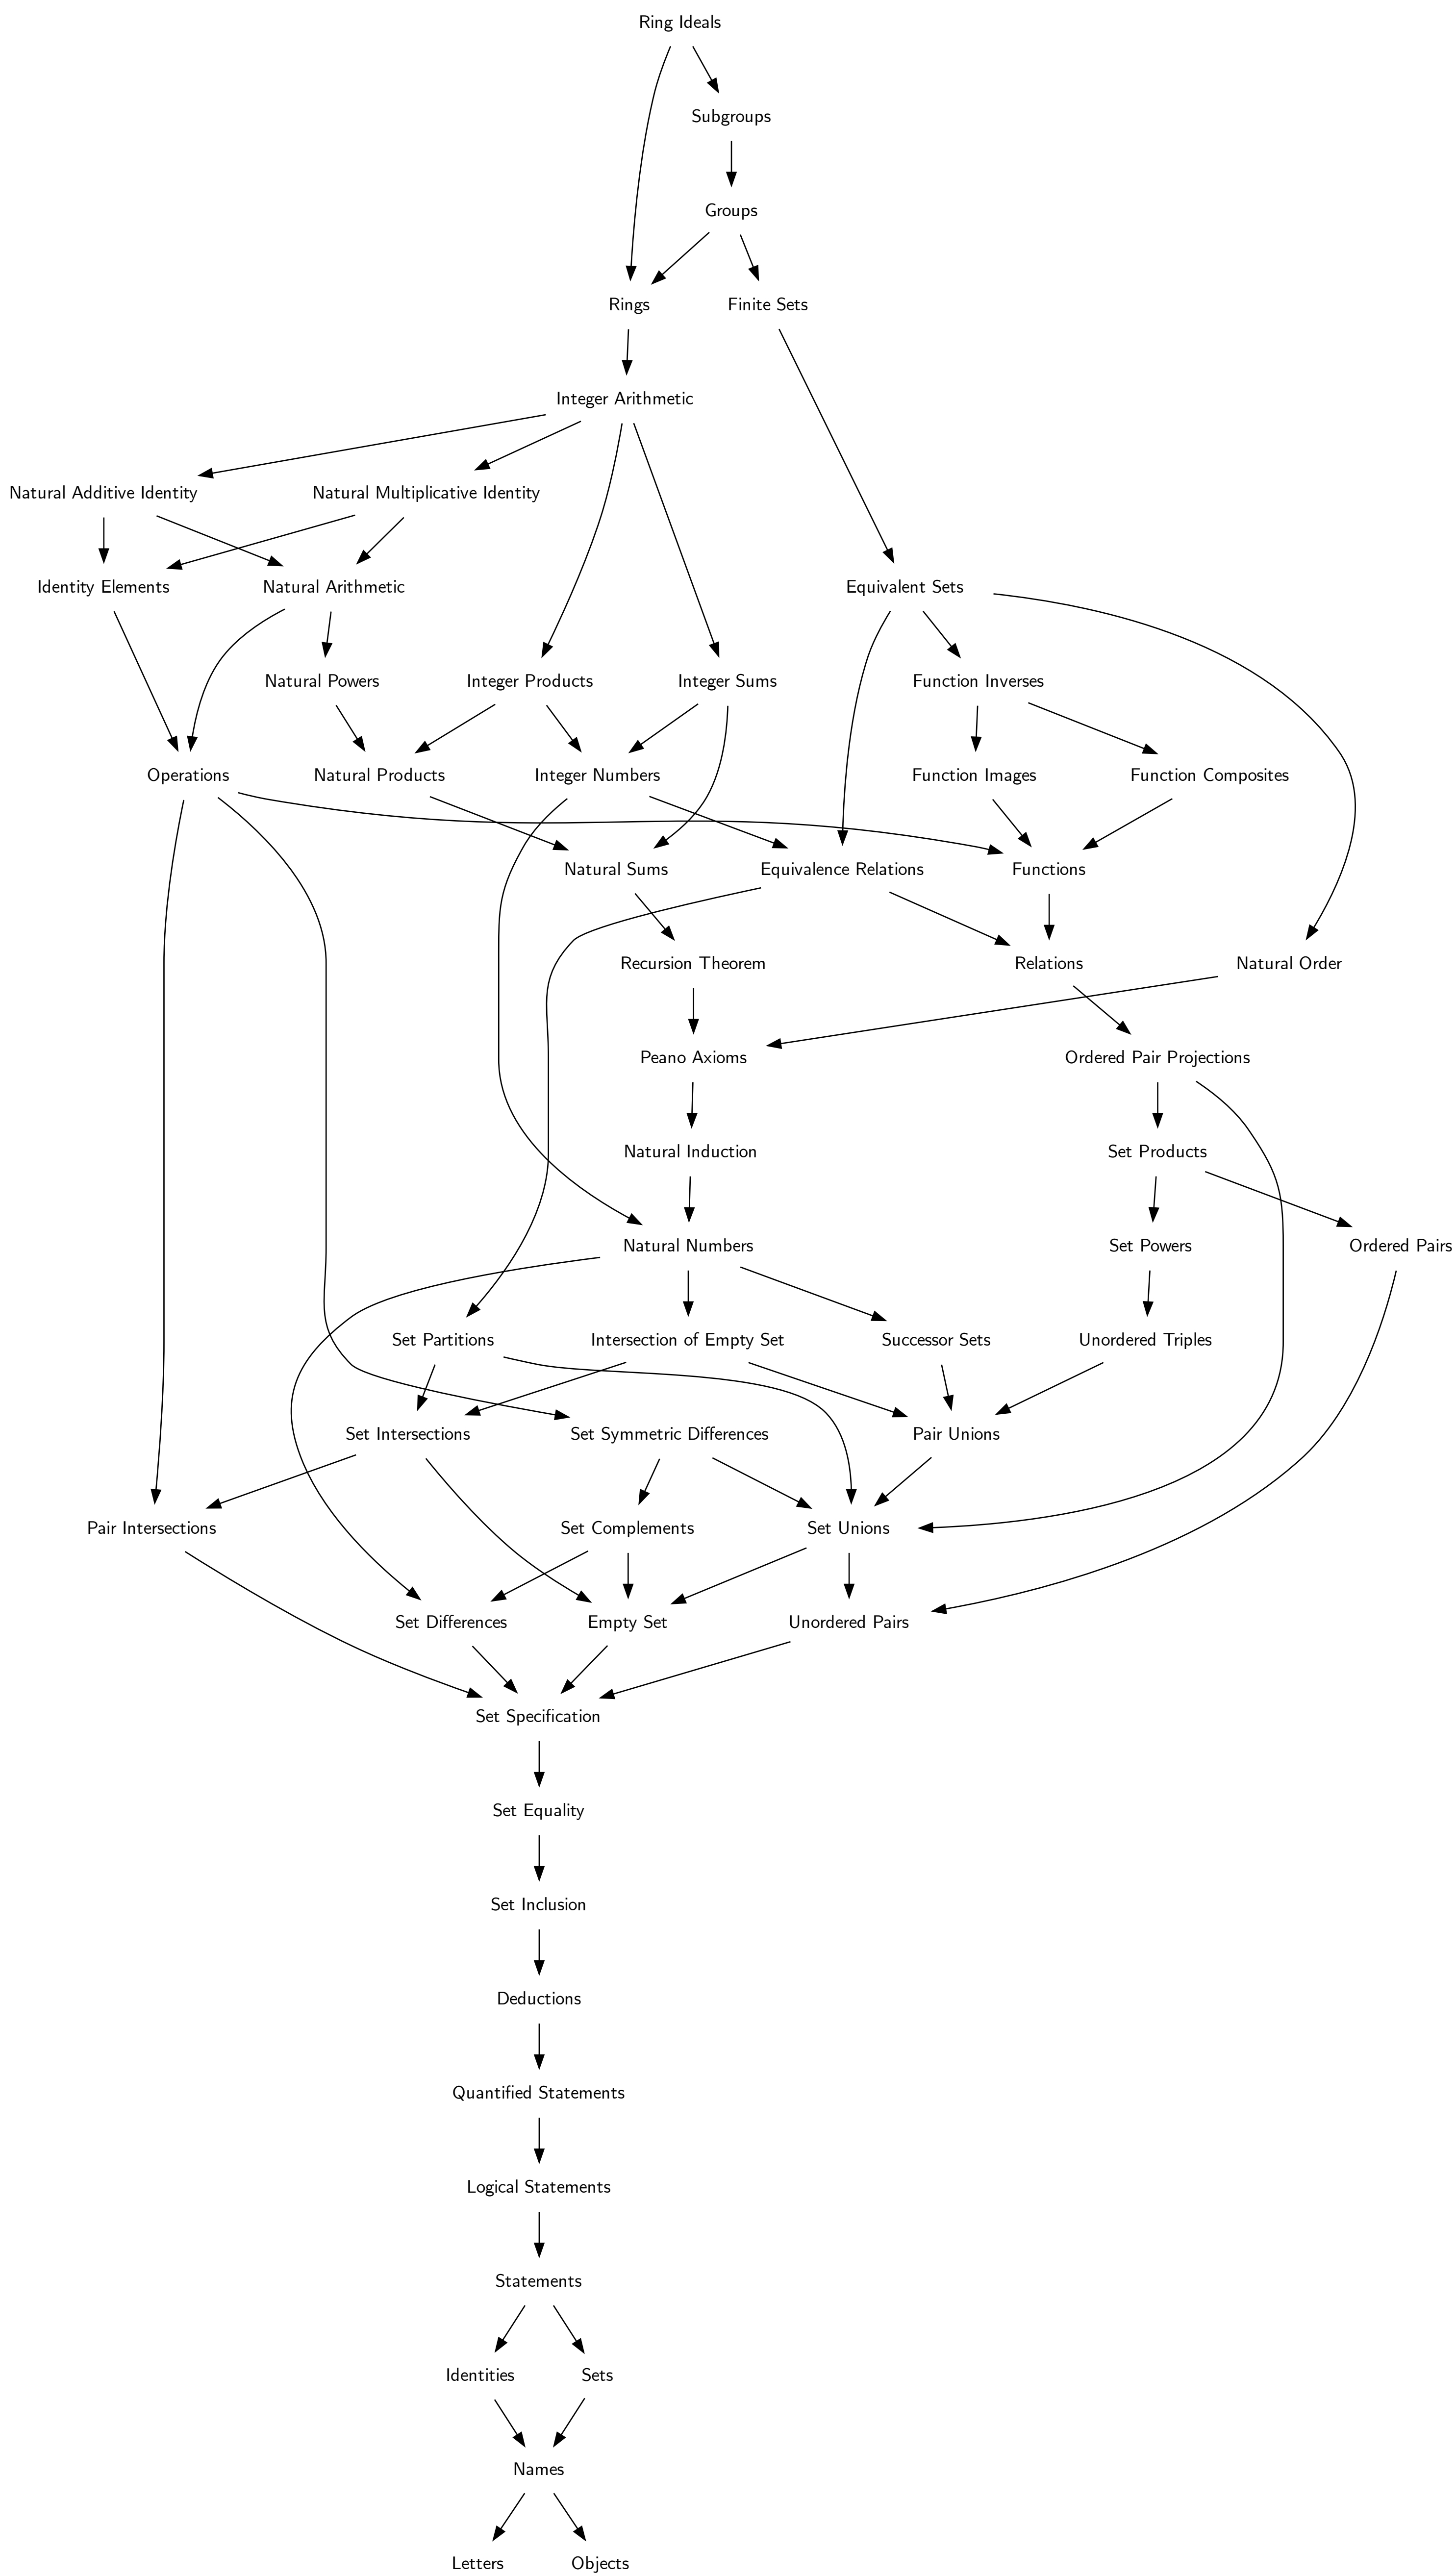 Ring Ideals
Subgroups
Groups
Rings
Finite Sets
Integer Arithmetic
Natural Additive Identity
Natural Multiplicative Identity
Identity Elements
Natural Arithmetic
Equivalent Sets
Natural Powers
Integer Products
Integer Sums
Function Inverses
Operations
Natural Products
Integer Numbers
Function Images
Function Composites
Natural Sums
Equivalence Relations
Functions
Recursion Theorem
Relations
Natural Order
Peano Axioms
Ordered Pair Projections
Natural Induction
Set Products
Natural Numbers
Set Powers
Ordered Pairs
Set Partitions
Intersection of Empty Set
Successor Sets
Unordered Triples
Set Intersections
Set Symmetric Differences
Pair Unions
Pair Intersections
Set Complements
Set Unions
Set Differences
Empty Set
Unordered Pairs
Set Specification
Set Equality
Set Inclusion
Deductions
Quantified Statements
Logical Statements
Statements
Identities
Sets
Names
Letters
Objects